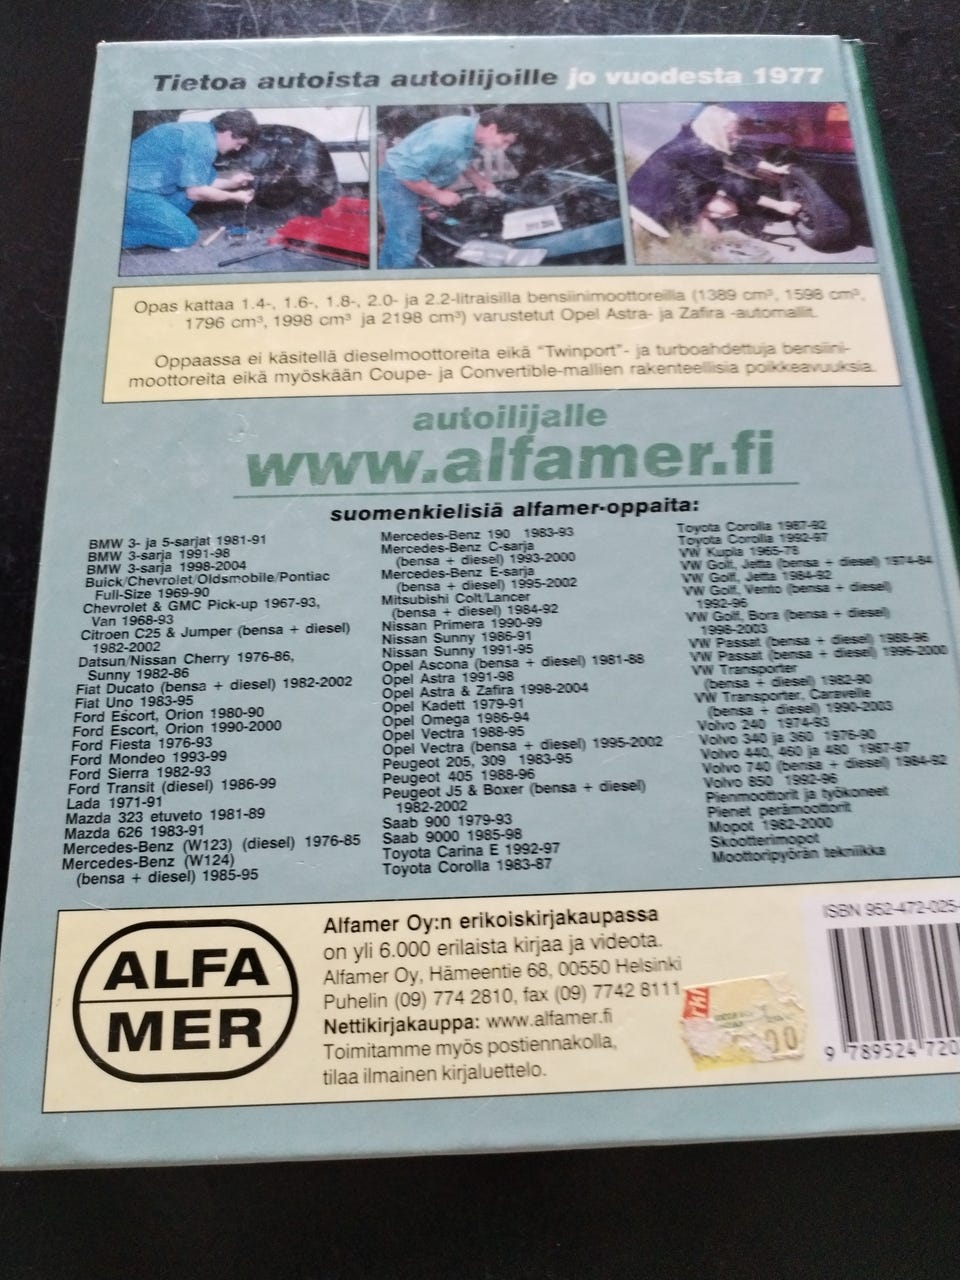 Tietoa autoista autoilijoille jo vuodesta 1977
Opas kattaa 1.4-, 1.6-, 1.8-, 2.0- ja 2.2-litraisilla bensiinimoottoreilla (1389 cm³, 1598 cm³,
1796 cm³, 1998 cm³ ja 2198 cm³) varustetut Opel Astra- ja Zafira -automallit.
Oppaassa ei käsitellä dieselmoottoreita eikä "Twinport"- ja turboahdettuja bensiini-
moottoreita eikä myöskään Coupe- ja Convertible-mallien rakenteellisia poikkeavuuksia.
autoilijalle
www.alfamer.fi
suomenkielisiä alfamer-oppaita:
BMW 3- ja 5-sarjat 1981-91
BMW 3-sarja 1991-98
BMW 3-sarja 1998-2004
Buick/Chevrolet/Oldsmobile/Pontiac
Full-Size 1969-90
Chevrolet & GMC Pick-up 1967-93,
Van 1968-93
Citroen C25 & Jumper (bensa + diesel)
1982-2002
Datsun/Nissan Cherry 1976-86,
Sunny 1982-86
Fiat Ducato (bensa + diesel) 1982-2002
Fiat Uno 1983-95
Ford Escort, Orion 1980-90
Ford Escort, Orion 1990-2000
Ford Fiesta 1976-93
Ford Mondeo 1993-99
Ford Sierra 1982-93
Ford Transit (diesel) 1986-99
Lada 1971-91
Mazda 323 etuveto 1981-89
Mazda 626 1983-91
Mercedes-Benz (W123) (diesel) 1976-85
Mercedes-Benz (W124)
(bensa + diesel) 1985-95
Mercedes-Benz 190 1983-93
Mercedes-Benz C-sarja
(bensa + diesel) 1993-2000
Mercedes-Benz E-sarja
(bensa + diesel) 1995-2002
Mitsubishi Colt/Lancer
(bensa + diesel) 1984-92
Nissan Primera 1990-99
Nissan Sunny 1986-91
Nissan Sunny 1991-95
Opel Ascona (bensa + diesel) 1981-88
Opel Astra 1991-98
Opel Astra & Zafira 1998-2004
Opel Kadett 1979-91
Opel Omega 1986-94
Opel Vectra 1988-95
Opel Vectra (bensa + diesel) 1995-2002
Peugeot 205, 309 1983-95
Peugeot 405 1988-96
Peugeot J5 & Boxer (bensa + diesel)
1982-2002
Saab 900 1979-93
Saab 9000 1985-98
Toyota Carina E 1992-97
Toyota Corolla 1983-87
Toyota Corolla 1987-92
Toyota Corolla 1992-97
VW Kupla 1965-78
VW Golf, Jetta (bensa + diesel) 1974-84
VW Golf, Jetta 1984-92
VW Golf, Vento (bensa + diesel)
1992-96
VW Golf, Bora (bensa + diesel)
1998-2003
VW Passat (bensa + diesel) 1988-96
VW Passat (bensa + diesel) 1996-2000
VW Transporter
(bensa + diesel) 1982-90
VW Transporter, Caravelle
(bensa + diesel) 1990-2003
Volvo 240 1974-93
Volvo 340 ja 360 1976-90
Volvo 440, 460 ja 480 1987-97
Volvo 740 (bensa + diesel) 1984-92
Volvo 850 1992-96
Pienmoottorit ja työkoneet
Pienet perämoottorit
Mopot 1962-2000
Skootterimopot
Moottoripyörän tekniikka
ALFA
MER
Alfamer Oy:n erikoiskirjakaupassa
on yli 6.000 erilaista kirjaa ja videota.
Alfamer Oy, Hämeentie 68, 00550 Helsinki
Puhelin (09) 774 2810, fax (09) 7742 8111
Nettikirjakauppa: www.alfamer.fi
Toimitamme myös postiennakolla,
tilaa ilmainen kirjaluettelo.
ISBN 952-472-025-
9 789524 720